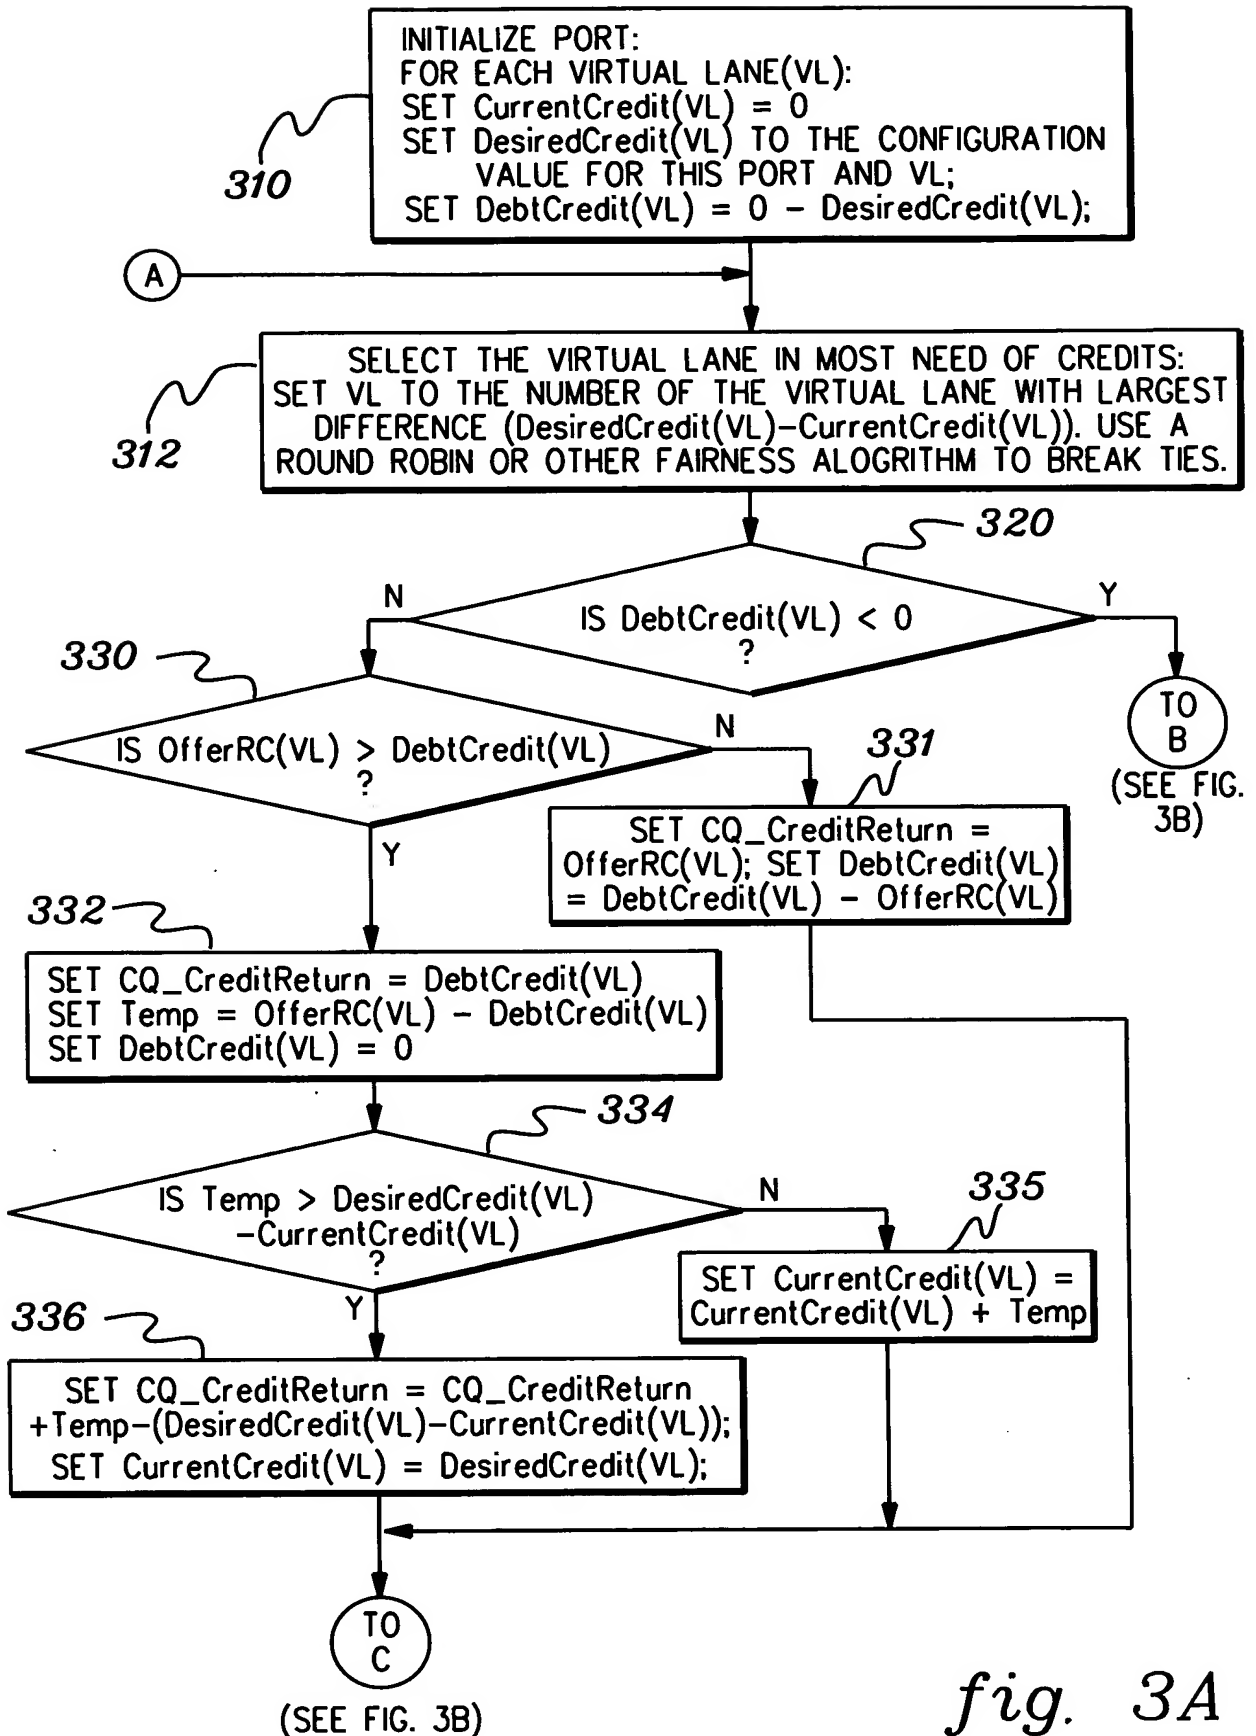 INITIALIZE PORT:
FOR EACH VIRTUAL LANE(VL):
SET CurrentCredit(VL) = 0
SET DesiredCredit(VL) TO THE CONFIGURATION
VALUE FOR THIS PORT AND VL;
SET DebtCredit(VL) = 0 - DesiredCredit(VL);
310
A
SELECT THE VIRTUAL LANE IN MOST NEED OF CREDITS:
SET VL TO THE NUMBER OF THE VIRTUAL LANE WITH LARGEST
DIFFERENCE (DesiredCredit(VL)-CurrentCredit(VL)). USE A
ROUND ROBIN OR OTHER FAIRNESS ALOGRITHM TO BREAK TIES.
312
320
N
IS DebtCredit(VL) < 0
?
Y
TO
B
(SEE FIG.
3B)
330
IS OfferRC(VL) > DebtCredit(VL)
?
N
Y
331
SET CQ_CreditReturn =
OfferRC(VL); SET DebtCredit(VL)
= DebtCredit(VL) - OfferRC(VL)
332
SET CQ_CreditReturn = DebtCredit(VL)
SET Temp = OfferRC(VL) - DebtCredit(VL)
SET DebtCredit(VL) = 0
334
IS Temp > DesiredCredit(VL)
-CurrentCredit(VL)
?
N
Y
335
SET CurrentCredit(VL) =
CurrentCredit(VL) + Temp
336
SET CQ_CreditReturn = CQ_CreditReturn
+Temp-(DesiredCredit(VL)-CurrentCredit(VL));
SET CurrentCredit(VL) = DesiredCredit(VL);
TO
C
(SEE FIG. 3B)
fig. 3A